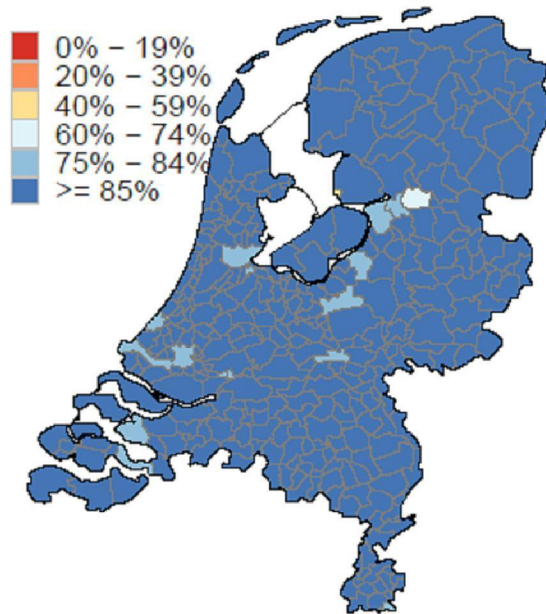 0% – 19%
20% – 39%
40% – 59%
60% – 74%
75% – 84%
>= 85%